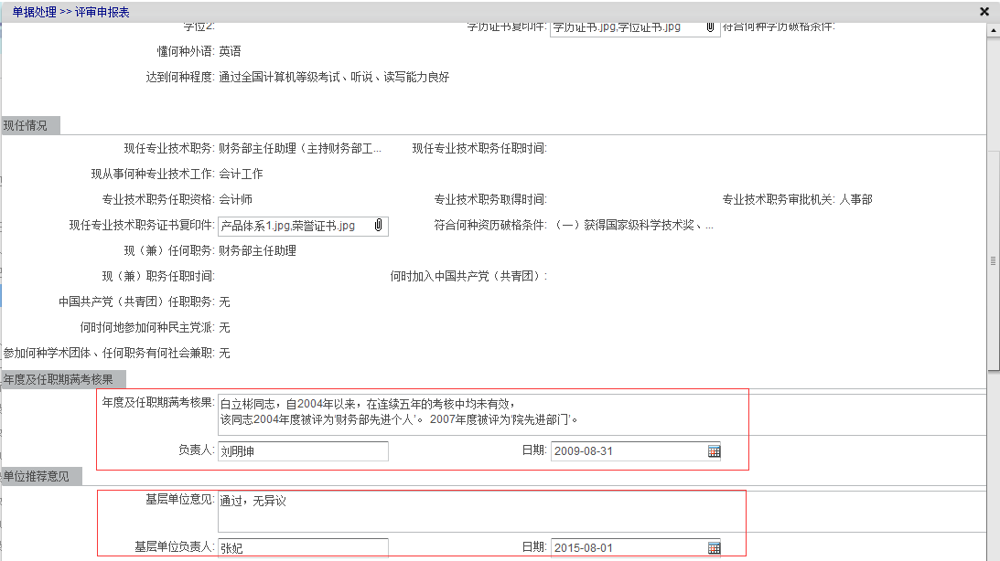 单据处理 >> 评审申报表
学位2: 学历证书复印件: 学历证书.jpg,学位证书.jpg 符合何种学历破格条件:
懂何种外语: 英语
达到何种程度: 通过全国计算机等级考试、听说、读写能力良好
现任情况
现任专业技术职务: 财务部主任助理（主持财务部工... 现任专业技术职务任职时间:
现从事何种专业技术工作: 会计工作
专业技术职务任职资格: 会计师 专业技术职务取得时间: 专业技术职务审批机关: 人事部
现任专业技术职务证书复印件: 产品体系1.jpg,荣誉证书.jpg 符合何种资历破格条件: （一）获得国家级科学技术奖、...
现（兼）任何职务: 财务部主任助理
现（兼）职务任职时间: 何时加入中国共产党（共青团）:
中国共产党（共青团）任职职务: 无
何时何地参加何种民主党派: 无
参加何种学术团体、任何职务有何社会兼职: 无
年度及任职期满考核果
年度及任职期满考核果: 白立彬同志，自2004年以来，在连续五年的考核中均未有效，
该同志2004年度被评为'财务部先进个人'。 2007年度被评为'院先进部门'。
负责人: 刘明坤 日期: 2009-08-31
单位推荐意见
基层单位意见: 通过，无异议
基层单位负责人: 张妃 日期: 2015-08-01